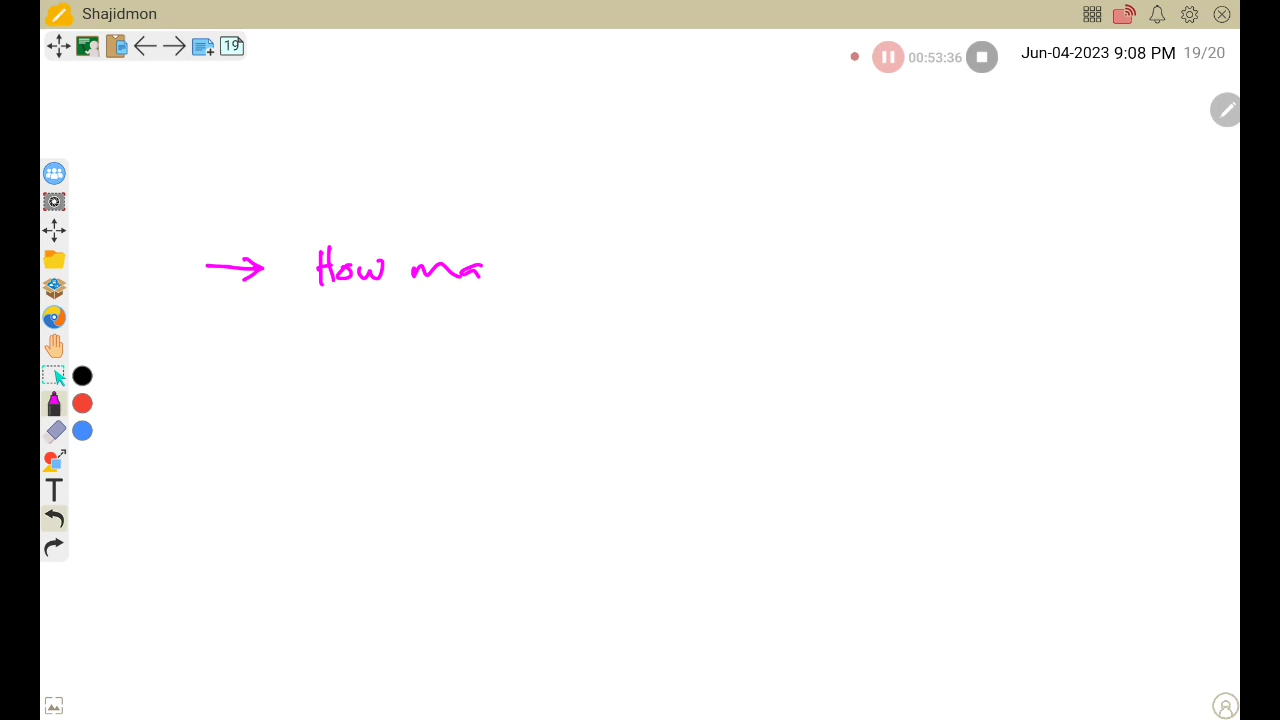 Shajidmon
19
00:53:36
Jun-04-2023 9:08 PM 19/20
→ How ma
T